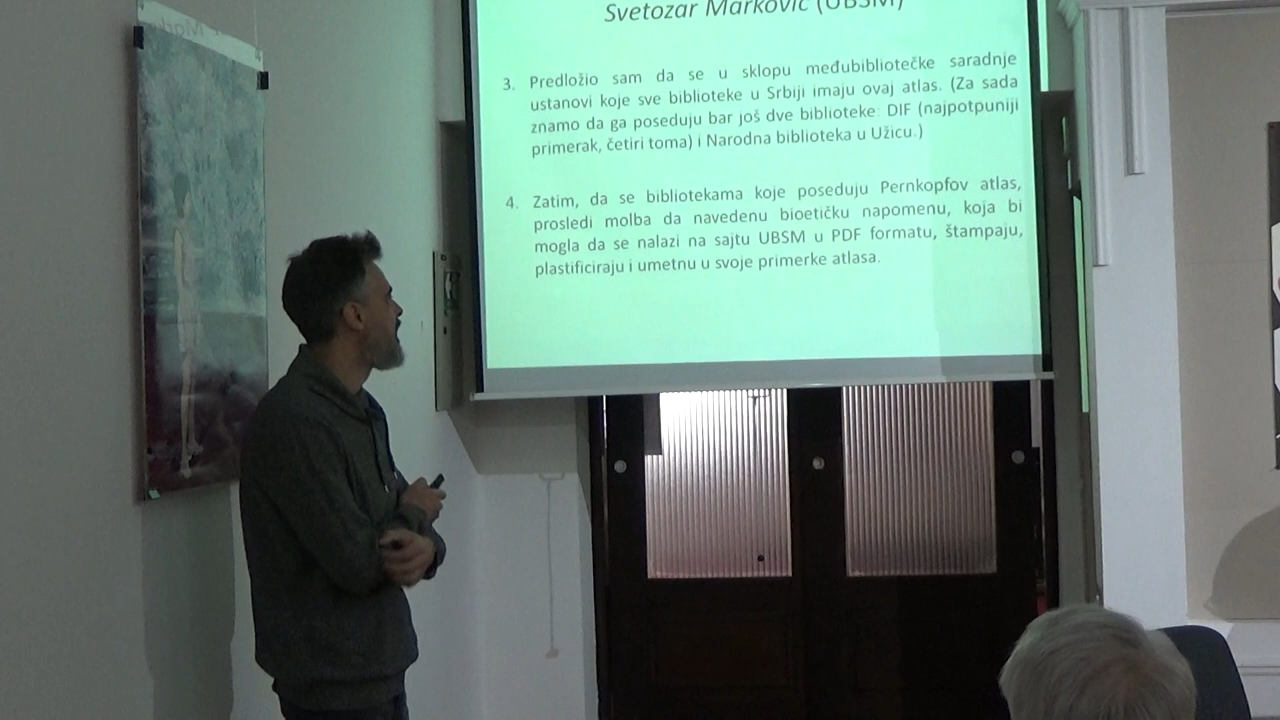 Svetozar Marković (UBSM)
3. Predložio sam da se u sklopu međubibliotečke saradnje
ustanovi koje sve biblioteke u Srbiji imaju ovaj atlas. (Za sada
znamo da ga poseduju bar još dve biblioteke: DIF (najpotpuniji
primerak, četiri toma) i Narodna biblioteka u Užicu.)
4. Zatim, da se bibliotekama koje poseduju Pernkopfov atlas,
prosledi molba da navedenu bioetičku napomenu, koja bi
mogla da se nalazi na sajtu UBSM u PDF formatu, štampaju,
plastificiraju i umetnu u svoje primerke atlasa.